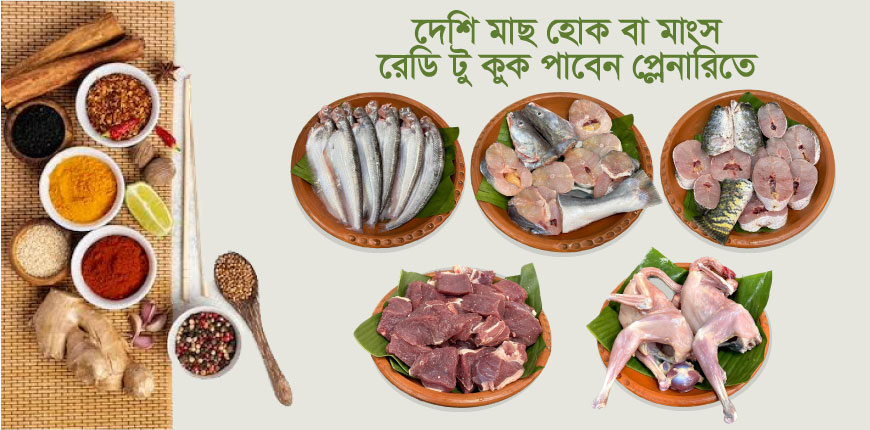 দেশি মাছ হোক বা মাংস
রেডি টু কুক পাবেন প্লেনারিতে